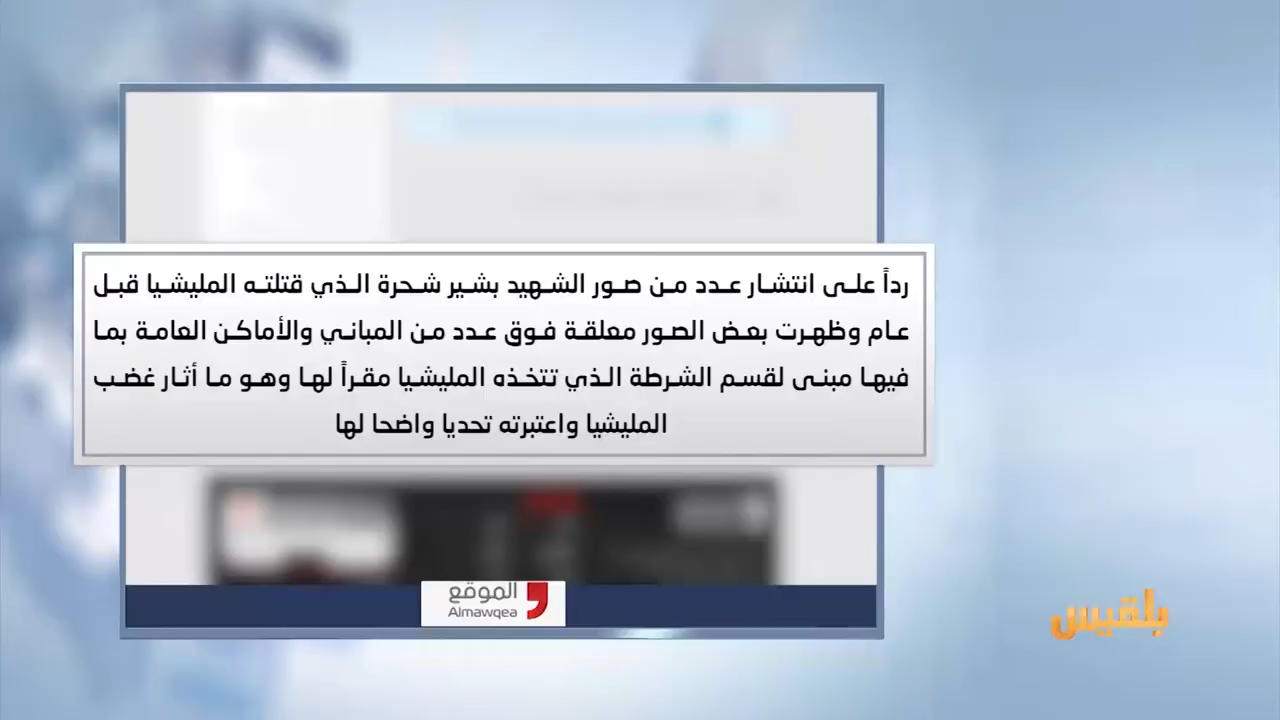 رداً على انتشار عدد من صور الشهيد بشير شحرة الذي قتلته المليشيا قبل
عام وظهرت بعض الصور معلقة فوق عدد من المباني والأماكن العامة بما
فيها مبنى لقسم الشرطة الذي تتخذه المليشيا مقراً لها وهو ما أثار غضب
المليشيا واعتبرته تحديا واضحا لها
الموقع
Almawqea
بلقيس